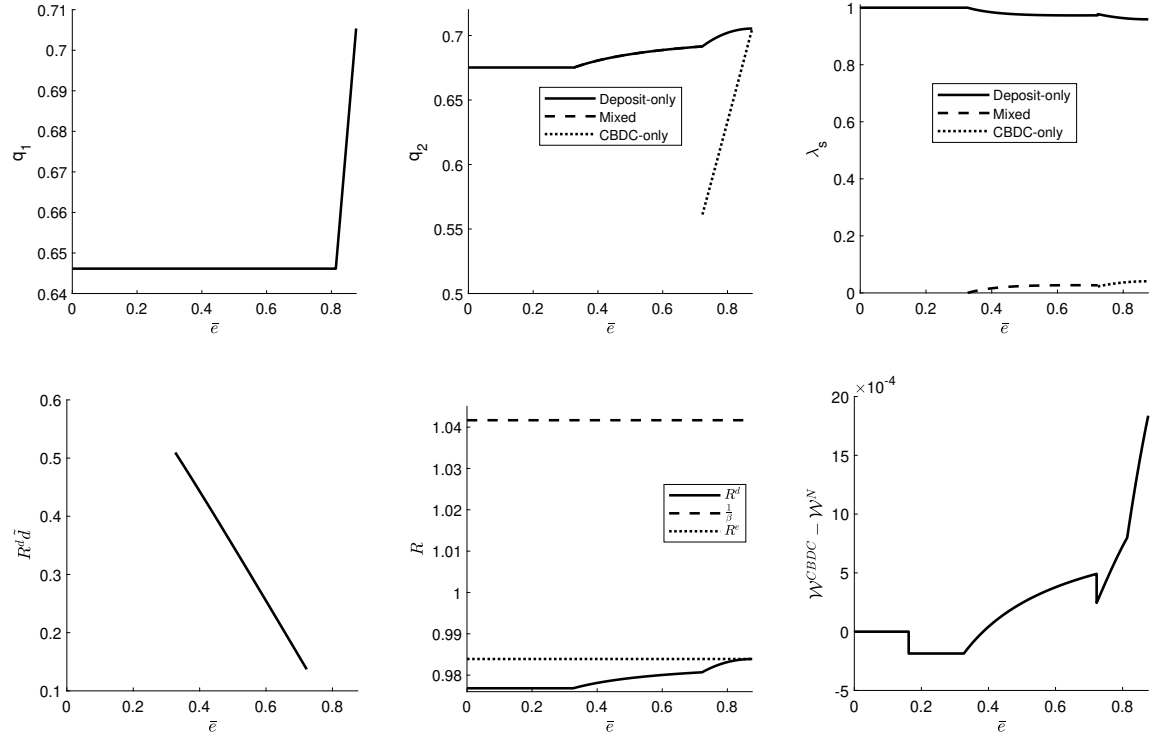 0.71
0.7
0.69
0.68
0.67
0.66
0.65
0.64
q₁
0 0.2 0.4 0.6 0.8
ē
0.7
0.65
0.6
0.55
0.5
q₂
Deposit-only
Mixed
CBDC-only
0 0.2 0.4 0.6 0.8
ē
1
0.8
0.6
0.4
0.2
0
λₛ
Deposit-only
Mixed
CBDC-only
0 0.2 0.4 0.6 0.8
ē
0.6
0.5
0.4
0.3
0.2
0.1
Rᵈd̃
0 0.2 0.4 0.6 0.8
ē
1.04
1.03
1.02
1.01
1
0.99
0.98
R
Rᵈ
1/β
Rᵉ
0 0.2 0.4 0.6 0.8
ē
×10⁻⁴
20
15
10
5
0
-5
𝒲ᶜᴮᴰᶜ − 𝒲ᴺ
0 0.2 0.4 0.6 0.8
ē